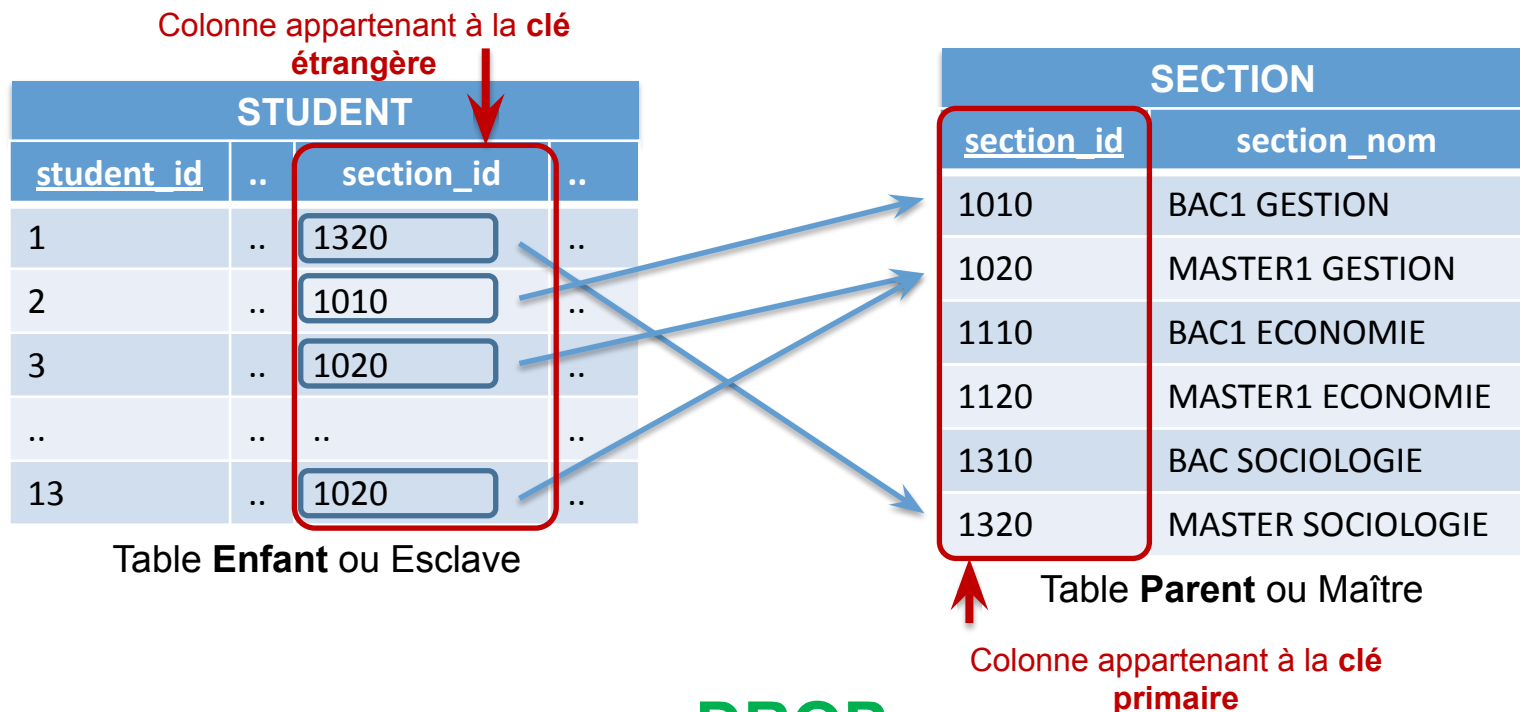 Colonne appartenant à la clé
étrangère
STUDENT
student_id .. section_id ..
1 .. 1320 ..
2 .. 1010 ..
3 .. 1020 ..
.. .. .. ..
13 .. 1020 ..
Table Enfant ou Esclave
SECTION
section_id section_nom
1010 BAC1 GESTION
1020 MASTER1 GESTION
1110 BAC1 ECONOMIE
1120 MASTER1 ECONOMIE
1310 BAC SOCIOLOGIE
1320 MASTER SOCIOLOGIE
Table Parent ou Maître
Colonne appartenant à la clé
primaire
DROP